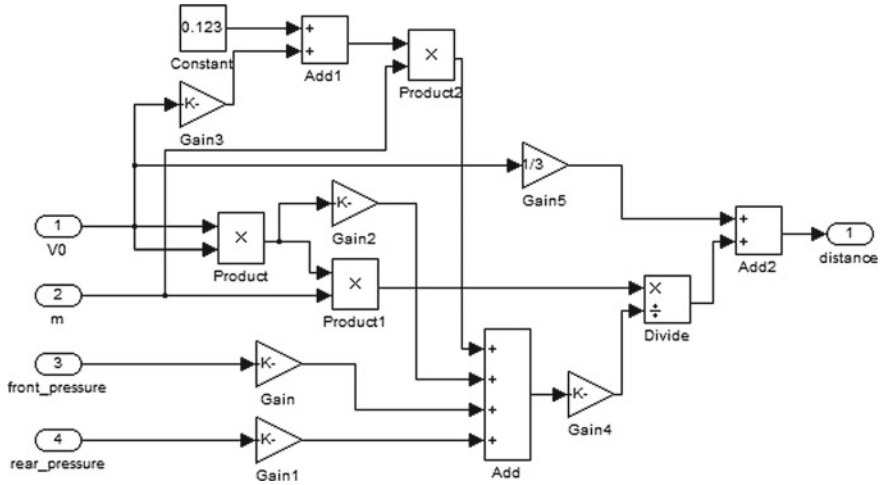 0.123
+
+
×
Constant
Add1
Product2
K-
Gain3
1/3
Gain5
1
V0
×
Product
K-
Gain2
+
+
Add2
1
distance
2
m
×
Product1
×
÷
Divide
3
front_pressure
K-
Gain
+
+
+
+
Add
K-
Gain4
4
rear_pressure
K-
Gain1